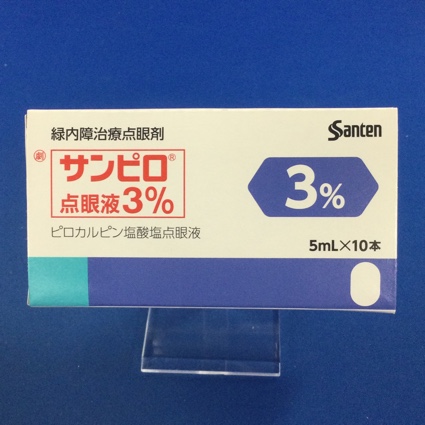 緑内障治療点眼剤
Santen
劇 サンピロ®
点眼液3%
3%
ピロカルピン塩酸塩点眼液
5mL×10本